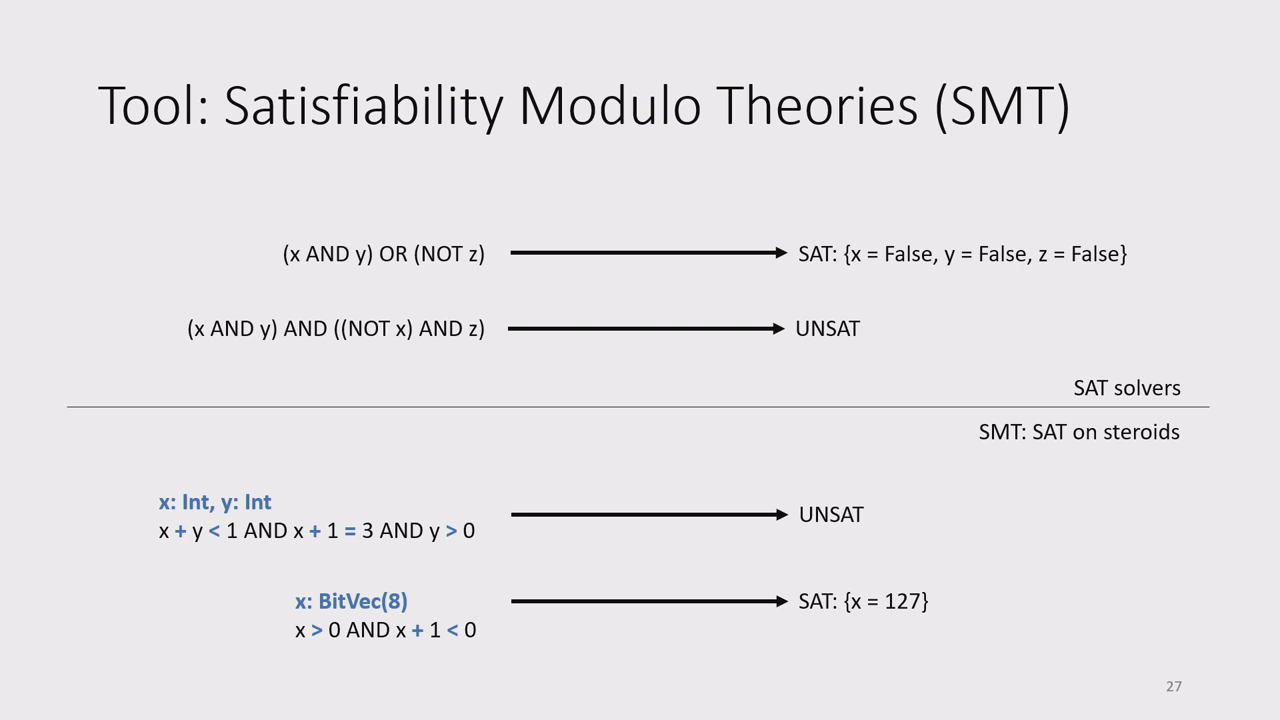 Tool: Satisfiability Modulo Theories (SMT)
(x AND y) OR (NOT z)
SAT: {x = False, y = False, z = False}
(x AND y) AND ((NOT x) AND z)
UNSAT
SAT solvers
SMT: SAT on steroids
x: Int, y: Int
x + y < 1 AND x + 1 = 3 AND y > 0
UNSAT
x: BitVec(8)
x > 0 AND x + 1 < 0
SAT: {x = 127}
27